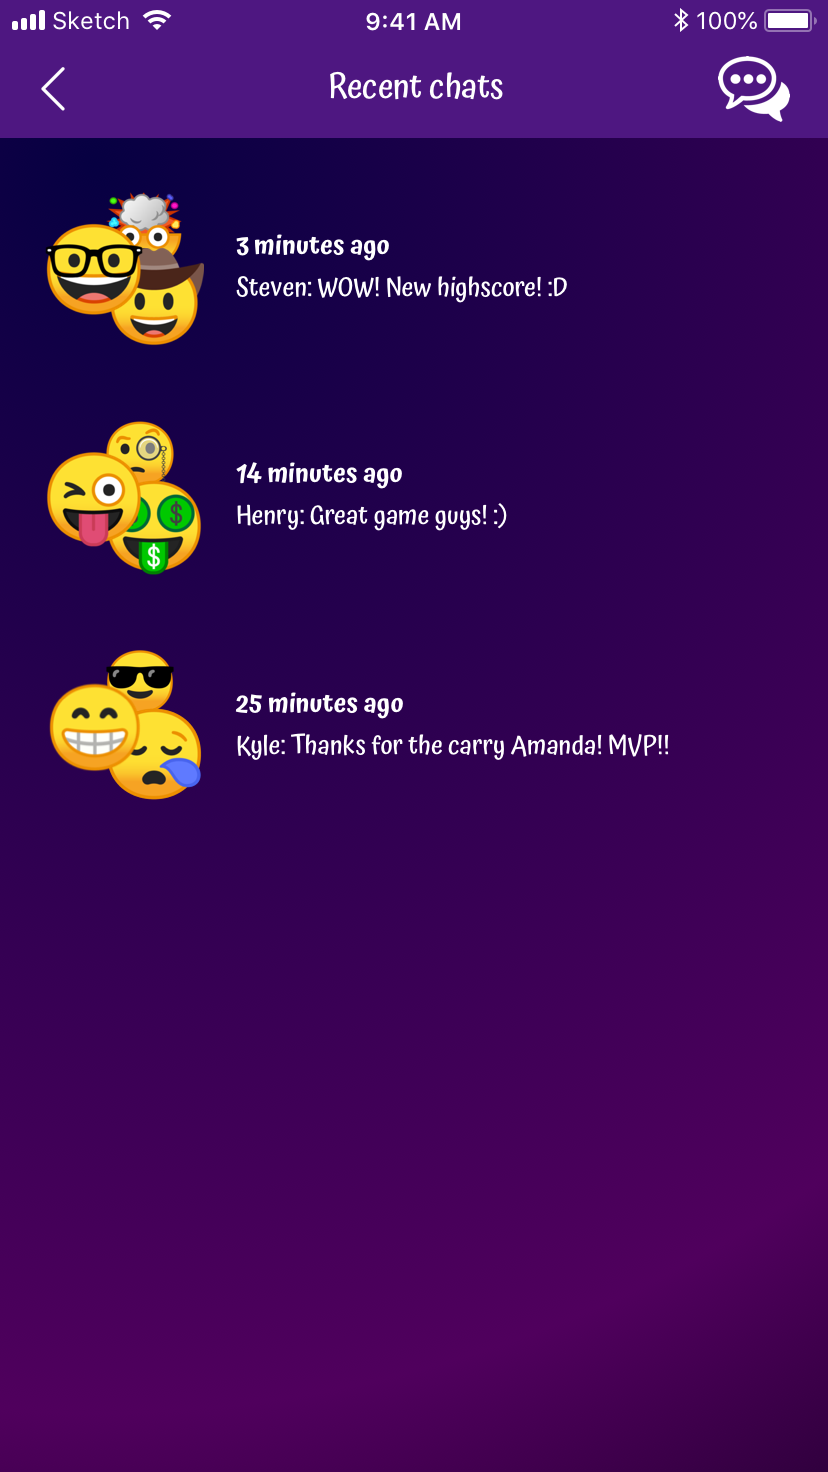 Sketch 9:41 AM 100%
Recent chats
3 minutes ago
Steven: WOW! New highscore! :D
14 minutes ago
Henry: Great game guys! :)
$ $
25 minutes ago
Kyle: Thanks for the carry Amanda! MVP!!